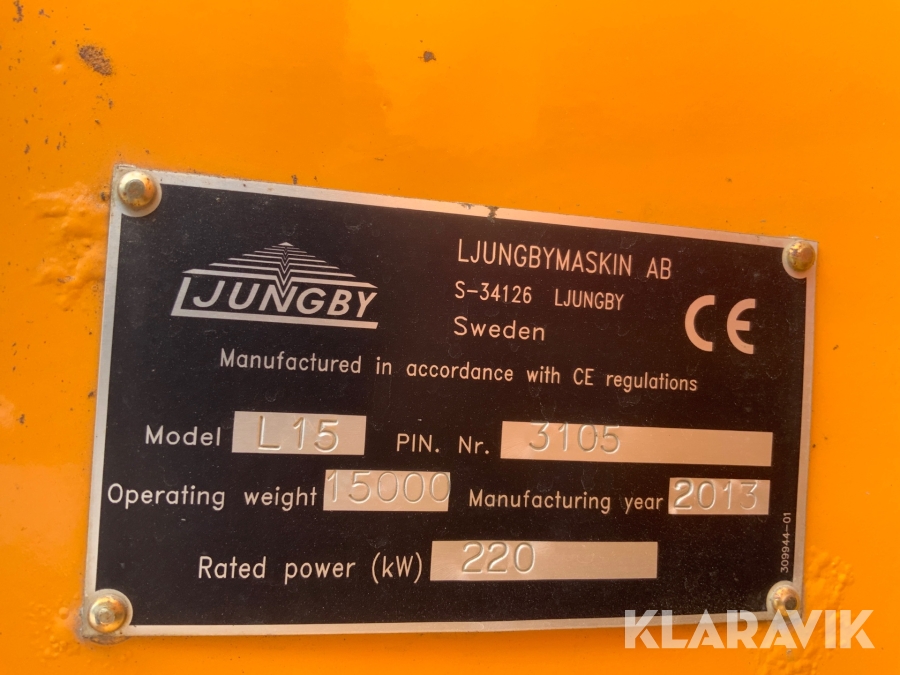 LJUNGBY
LJUNGBYMASKIN AB
S-34126 LJUNGBY
Sweden
CE
Manufactured in accordance with CE regulations
Model L15 PIN. Nr. 3105
Operating weight 15000 Manufacturing year 2013
Rated power (kW) 220
309944-01
KLARAVIK